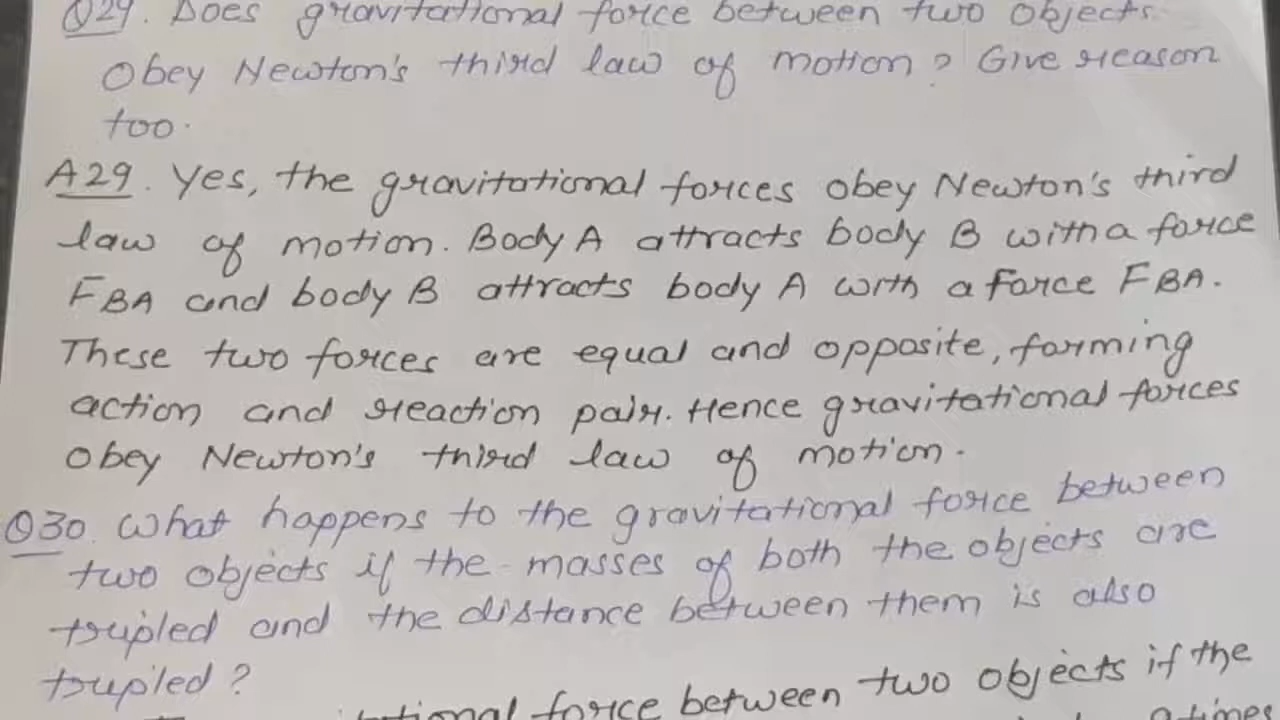 Q29. Does gravitational force between two objects
Obey Newton's third law of motion? Give reason
too.
A29. Yes, the gravitational forces obey Newton's third
law of motion. Body A attracts body B with a force
FBA and body B attracts body A with a force FBA.
These two forces are equal and opposite, forming
action and reaction pair. Hence gravitational forces
obey Newton's third law of motion.
Q30. What happens to the gravitational force between
two objects if the masses of both the objects are
tripled and the distance between them is also
tripled?
force between two objects if the
times